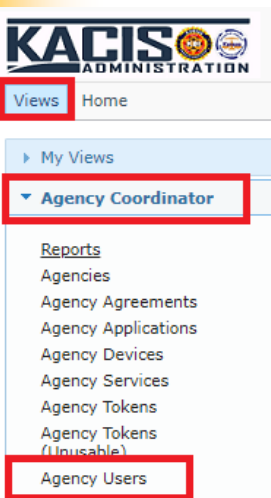 KACIS
ADMINISTRATION
Views Home
My Views
Agency Coordinator
Reports
Agencies
Agency Agreements
Agency Applications
Agency Devices
Agency Services
Agency Tokens
Agency Tokens
(Unusable)
Agency Users